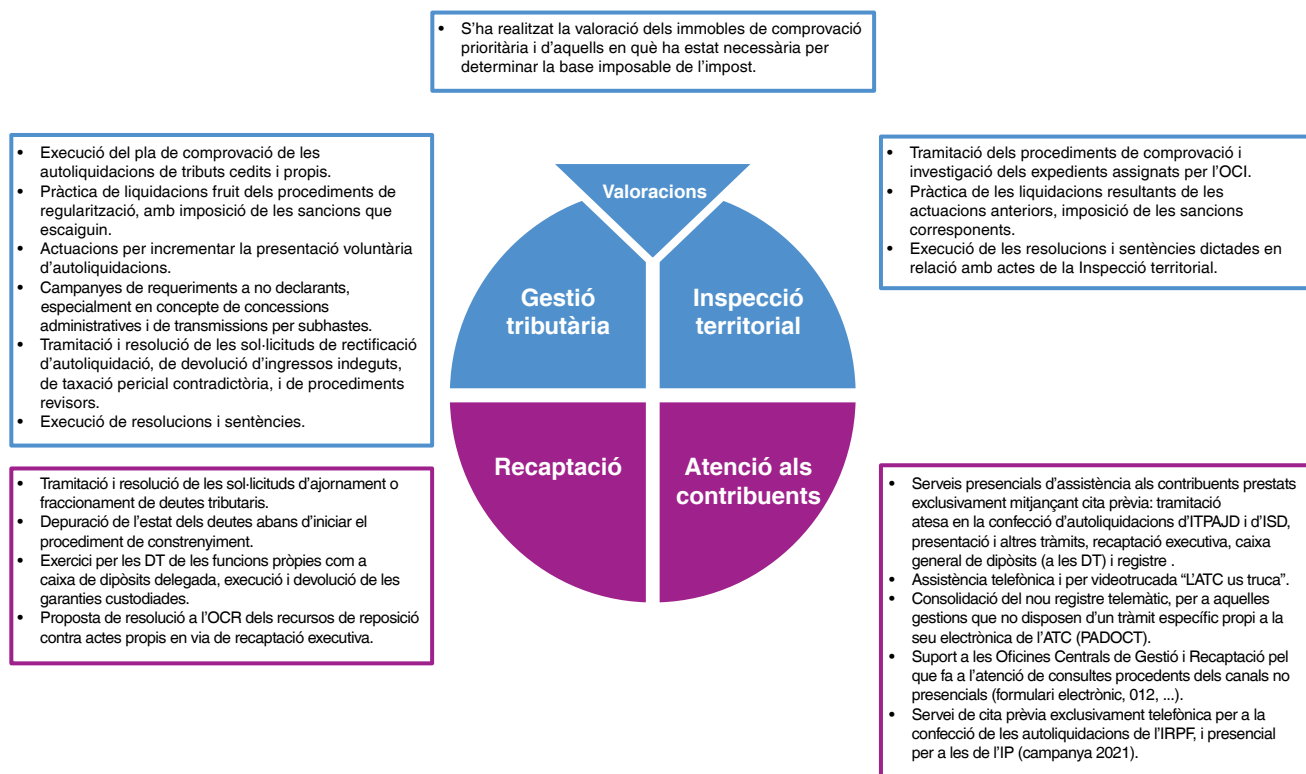 • S’ha realitzat la valoració dels immobles de comprovació
prioritària i d’aquells en què ha estat necessària per
determinar la base imposable de l’impost.
• Execució del pla de comprovació de les
autoliquidacions de tributs cedits i propis.
• Pràctica de liquidacions fruit dels procediments de
regularització, amb imposició de les sancions que
escaiguin.
• Actuacions per incrementar la presentació voluntària
d’autoliquidacions.
• Campanyes de requeriments a no declarants,
especialment en concepte de concessions
administratives i de transmissions per subhastes.
• Tramitació i resolució de les sol·licituds de rectificació
d’autoliquidació, de devolució d’ingressos indeguts,
de taxació pericial contradictòria, i de procediments
revisors.
• Execució de resolucions i sentències.
Valoracions
Gestió
tributària
Inspecció
territorial
• Tramitació dels procediments de comprovació i
investigació dels expedients assignats per l’OCI.
• Pràctica de les liquidacions resultants de les
actuacions anteriors, imposició de les sancions
corresponents.
• Execució de les resolucions i sentències dictades en
relació amb actes de la Inspecció territorial.
• Tramitació i resolució de les sol·licituds d’ajornament o
fraccionament de deutes tributaris.
• Depuració de l’estat dels deutes abans d’iniciar el
procediment de constrenyiment.
• Exercici per les DT de les funcions pròpies com a
caixa de dipòsits delegada, execució i devolució de les
garanties custodiades.
• Proposta de resolució a l’OCR dels recursos de reposició
contra actes propis en via de recaptació executiva.
Recaptació
Atenció als
contribuents
• Serveis presencials d’assistència als contribuents prestats
exclusivament mitjançant cita prèvia: tramitació
atesa en la confecció d’autoliquidacions d’ITPAJD i d’ISD,
presentació i altres tràmits, recaptació executiva, caixa
general de dipòsits (a les DT) i registre .
• Assistència telefònica i per videotrucada “L’ATC us truca”.
• Consolidació del nou registre telemàtic, per a aquelles
gestions que no disposen d’un tràmit específic propi a la
seu electrònica de l’ATC (PADOCT).
• Suport a les Oficines Centrals de Gestió i Recaptació pel
que fa a l’atenció de consultes procedents dels canals no
presencials (formulari electrònic, 012, ...).
• Servei de cita prèvia exclusivament telefònica per a la
confecció de les autoliquidacions de l’IRPF, i presencial
per a les de l’IP (campanya 2021).